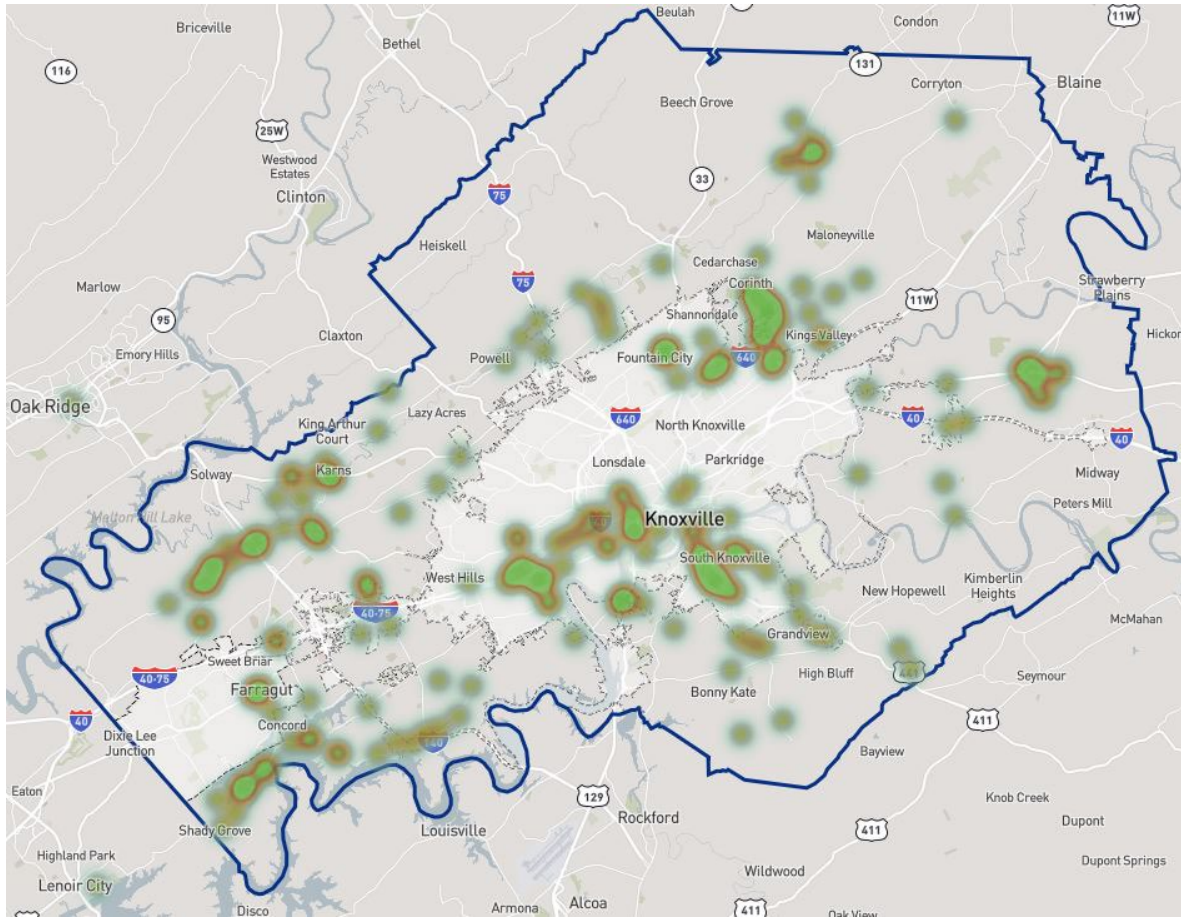 Beulah
Condon
11W
Briceville
Bethel
116
131
Corryton
Blaine
Beech Grove
25W
Westwood
Estates
Clinton
33
75
Maloneyville
Heiskell
Cedarchase
75
Corinth
Strawberry
Plains
Marlow
11W
95
Shannondale
Claxton
Kings Valley
Hickor
Emory Hills
Powell
Fountain City
640
Oak Ridge
Lazy Acres
640
40
King Arthur
Court
North Knoxville
40
Solway
Karns
Lonsdale
Parkridge
Midway
Peters Mill
Melton Hill Lake
40
Knoxville
South Knoxville
West Hills
New Hopewell
Kimberlin
Heights
40-75
McMahan
Grandview
Sweet Briar
High Bluff
441
Seymour
40-75
Farragut
Bonny Kate
40
Concord
411
Dixie Lee
Junction
140
Bayview
Eaton
129
Knob Creek
Shady Grove
Louisville
Rockford
411
Dupont
Highland Park
Dupont Springs
Lenoir City
Wildwood
Disco
Armona
Alcoa
411
Oak View